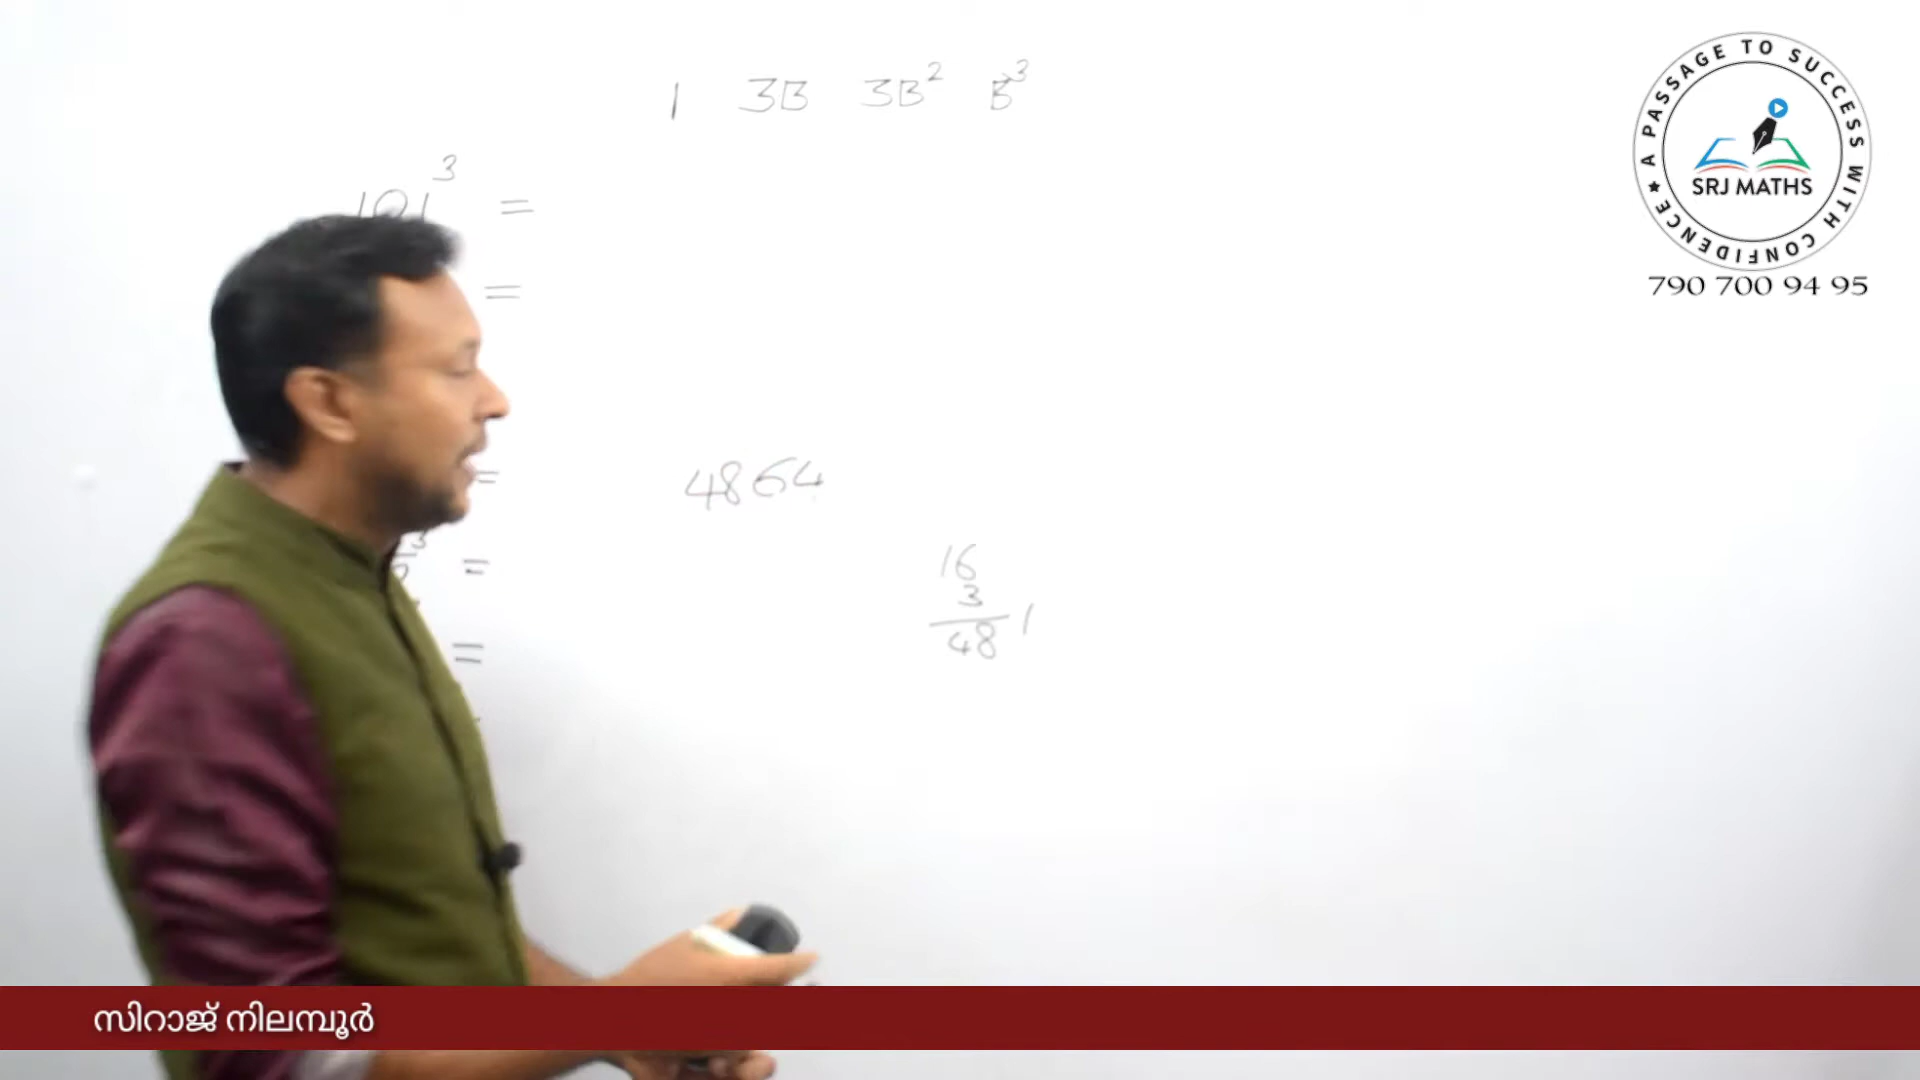 1 3B 3B² B³
101³ =
=
=
4864
3 =
16
3
48 1
=
A PASSAGE TO SUCCESS WITH CONFIDENCE ★
SRJ MATHS
790 700 94 95
സിറാജ് നിലമ്പൂർ